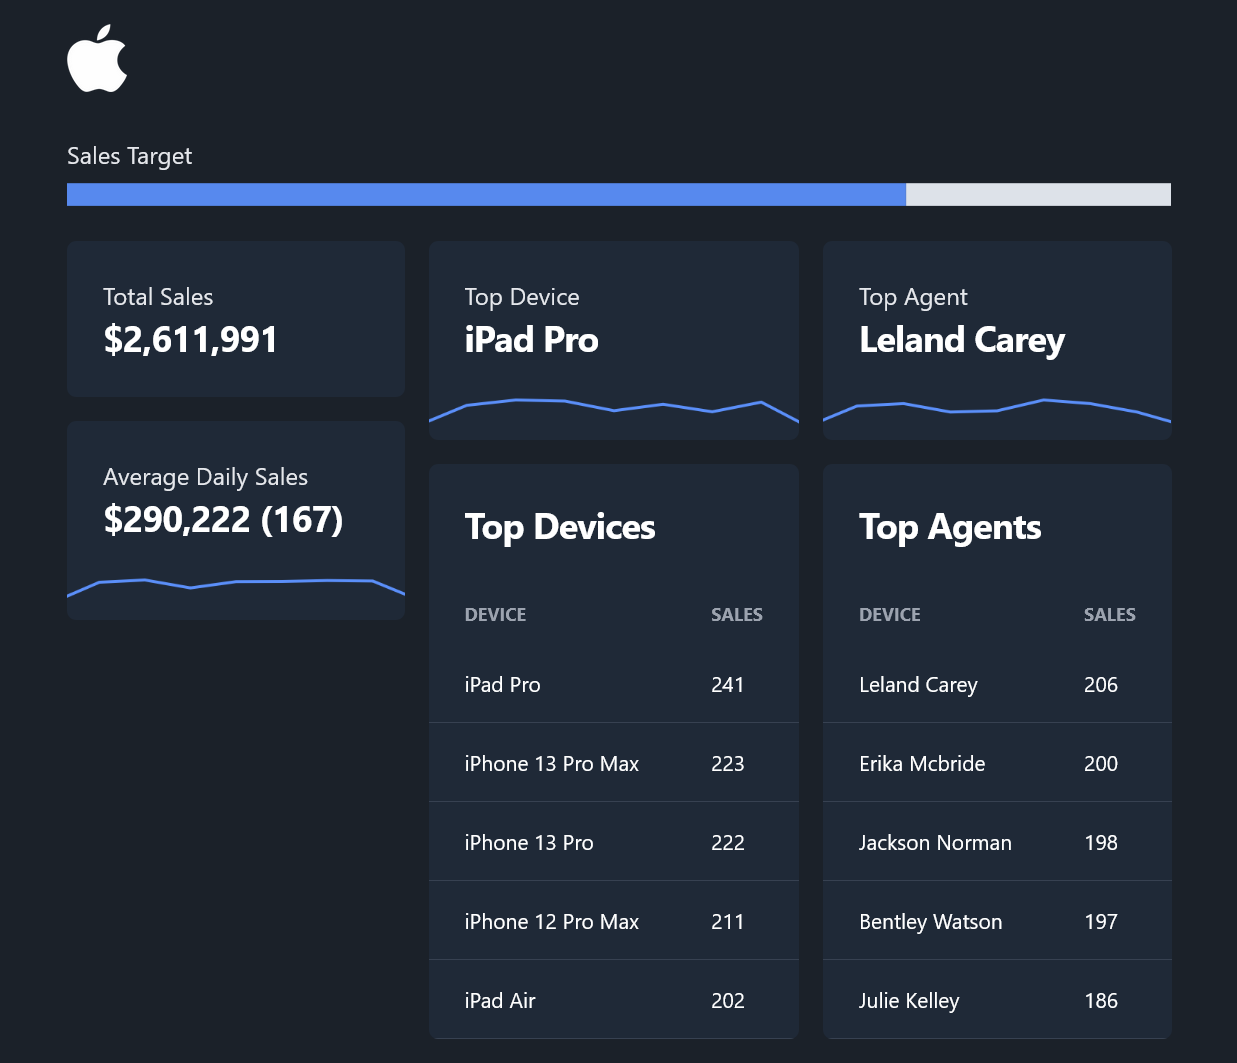 Sales Target
Total Sales
$2,611,991
Average Daily Sales
$290,222 (167)
Top Device
iPad Pro
Top Agent
Leland Carey
Top Devices
DEVICE SALES
iPad Pro 241
iPhone 13 Pro Max 223
iPhone 13 Pro 222
iPhone 12 Pro Max 211
iPad Air 202
Top Agents
DEVICE SALES
Leland Carey 206
Erika Mcbride 200
Jackson Norman 198
Bentley Watson 197
Julie Kelley 186